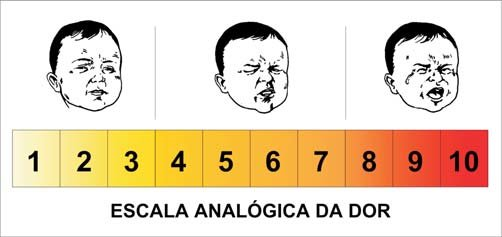 1 2 3 4 5 6 7 8 9 10
ESCALA ANALÓGICA DA DOR